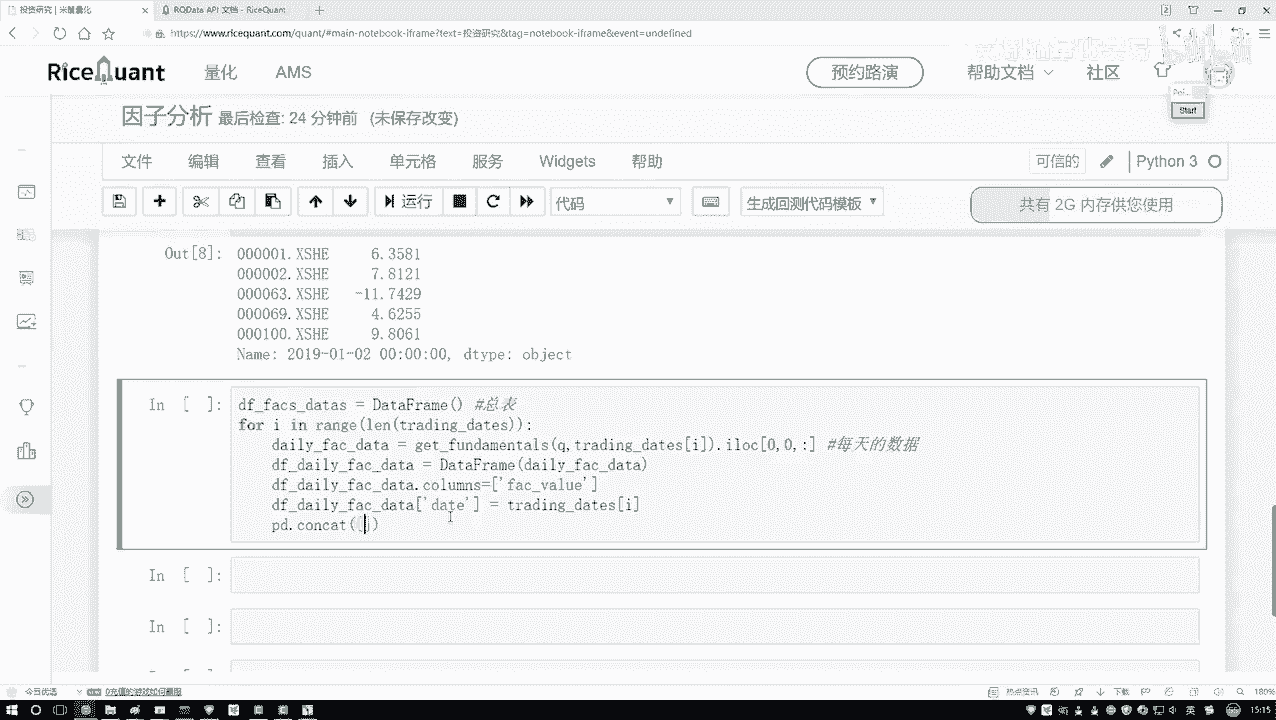 投资研究 | 米筐量化
RQData API 文档 - RiceQuant
https://www.ricequant.com/quant/#main-notebook-iframe?text=投资研究&tag=notebook-iframe&event=undefined
RiceQuant 量化 AMS 预约路演 帮助文档 社区
Start
因子分析 最后检查: 24 分钟前 (未保存改变)
文件 编辑 查看 插入 单元格 服务 Widgets 帮助 可信的 Python 3
运行 代码 生成回测代码模板 共有 2G 内存供您使用
Out[8]: 000001.XSHE 6.3581
000002.XSHE 7.8121
000063.XSHE -11.7429
000069.XSHE 4.6255
000100.XSHE 9.8061
Name: 2019-01-02 00:00:00, dtype: object
In [ ]: df_facs_datas = DataFrame() #总表
for i in range(len(trading_dates)):
daily_fac_data = get_fundamentals(q,trading_dates[i]).iloc[0,0,:] #每天的数据
df_daily_fac_data = DataFrame(daily_fac_data)
df_daily_fac_data.columns=['fac_value']
df_daily_fac_data['date'] = trading_dates[i]
pd.concat([])
In [ ]:
In [ ]:
今日优选
热点资讯 下载 180%
英 15:15